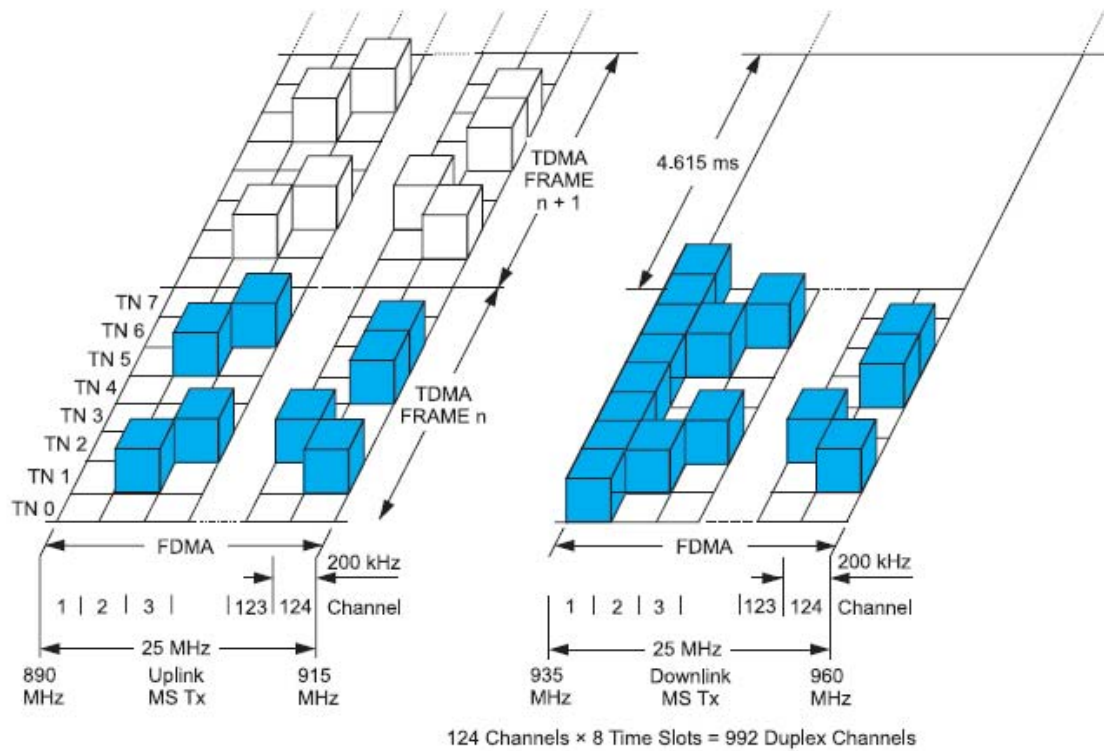 TDMA
FRAME
n + 1
4.615 ms
TN 7
TN 6
TN 5
TN 4
TN 3
TN 2
TN 1
TN 0
TDMA
FRAME n
FDMA
FDMA
200 kHz
200 kHz
1 | 2 | 3 | | 123 | 124 Channel
1 | 2 | 3 | | 123 | 124 Channel
25 MHz
25 MHz
890
MHz
Uplink
MS Tx
915
MHz
935
MHz
Downlink
MS Tx
960
MHz
124 Channels × 8 Time Slots = 992 Duplex Channels